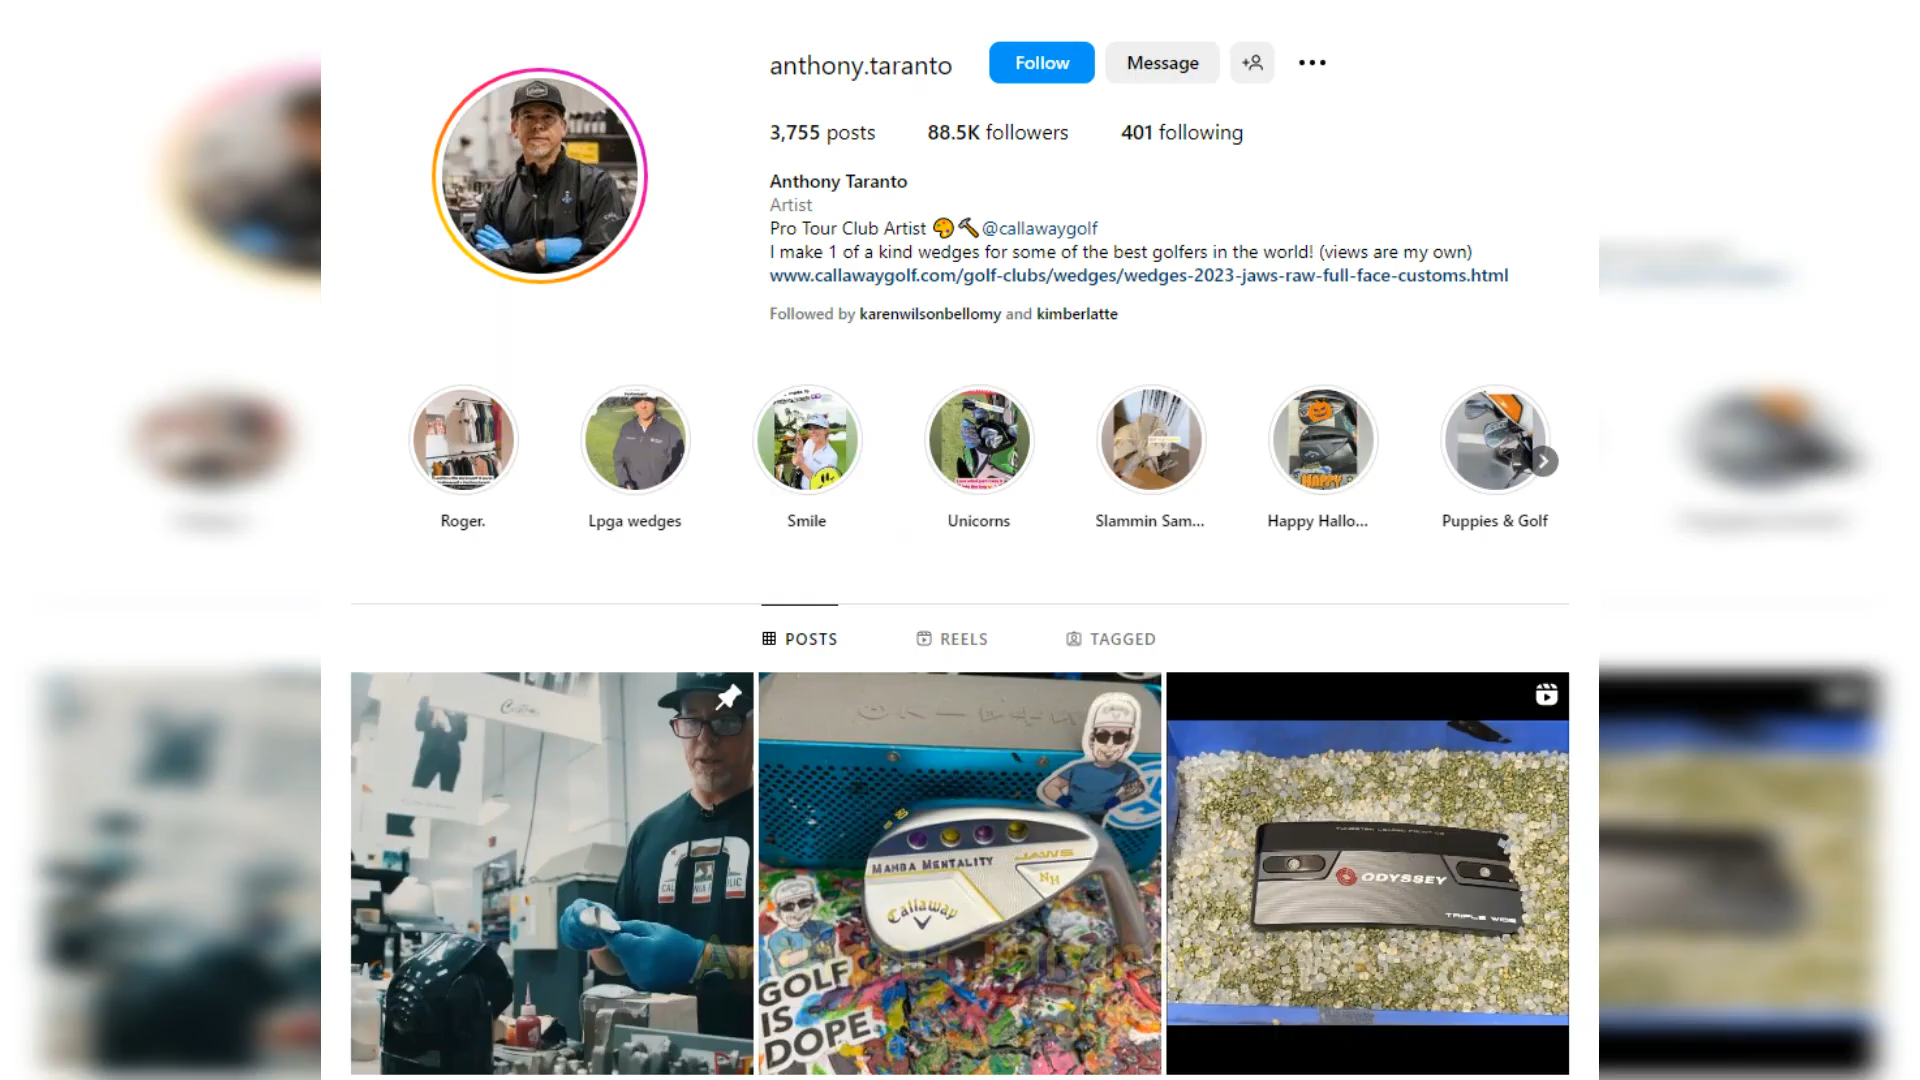 anthony.taranto
Follow
Message
3,755 posts
88.5K followers
401 following
Anthony Taranto
Artist
Pro Tour Club Artist 🎨🔨@callawaygolf
I make 1 of a kind wedges for some of the best golfers in the world! (views are my own)
www.callawaygolf.com/golf-clubs/wedges/wedges-2023-jaws-raw-full-face-customs.html
Followed by karenwilsonbellomy and kimberlatte
HAPPY
Roger.
Lpga wedges
Smile
Unicorns
Slammin Sam...
Happy Hallo...
Puppies & Golf
POSTS
REELS
TAGGED
MAMBA MENTALITY
JAWS
NH
Callaway
GOLF
IS
DOPE
ODYSSEY
TRIPLE WIDE